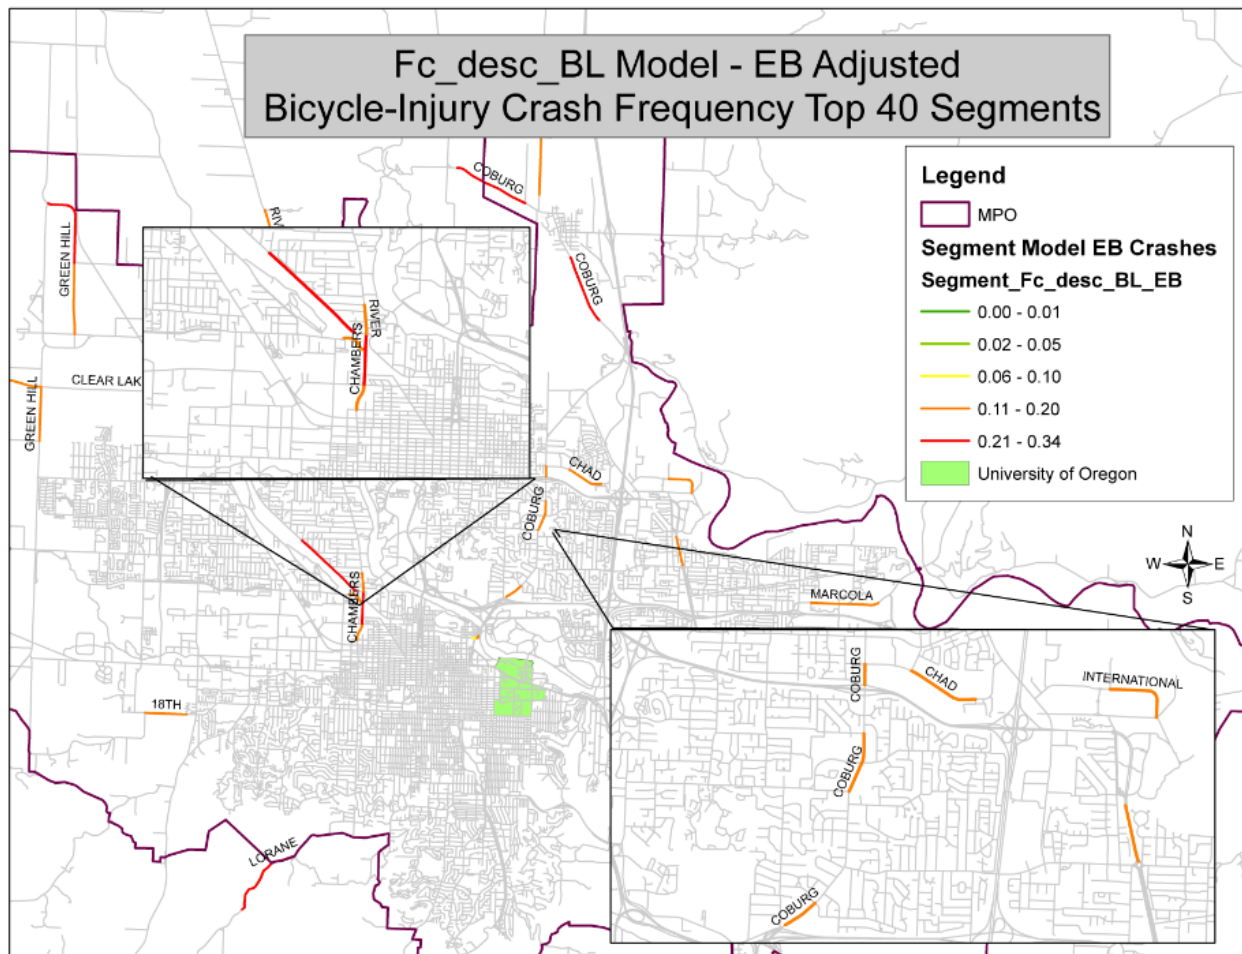 Fc_desc_BL Model - EB Adjusted
Bicycle-Injury Crash Frequency Top 40 Segments
Legend
MPO
Segment Model EB Crashes
Segment_Fc_desc_BL_EB
0.00 - 0.01
0.02 - 0.05
0.06 - 0.10
0.11 - 0.20
0.21 - 0.34
University of Oregon
N
W
E
S
COBURG
COBURG
RIV
GREEN HILL
GREEN HILL
CLEAR LAK
RIVER
CHAMBERS
CHAD
COBURG
CHAMBERS
MARCOLA
18TH
LORANE
COBURG
CHAD
INTERNATIONAL
COBURG
COBURG